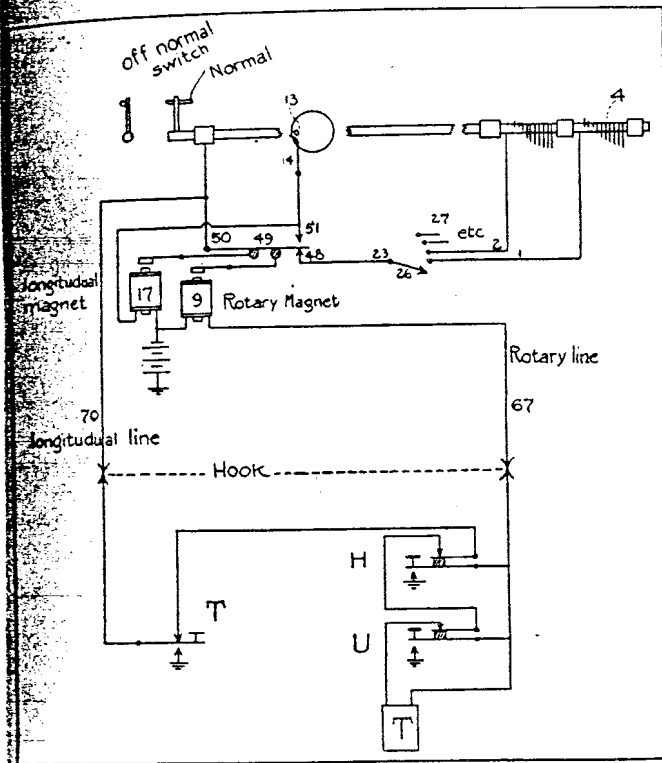 off normal
switch
Normal
13
4
14
51
50
49
48
27
etc
2
23
26
1
longitudual
magnet
17
9
Rotary Magnet
Rotary line
70
67
longitudual line
HOOK
H
T
U
T